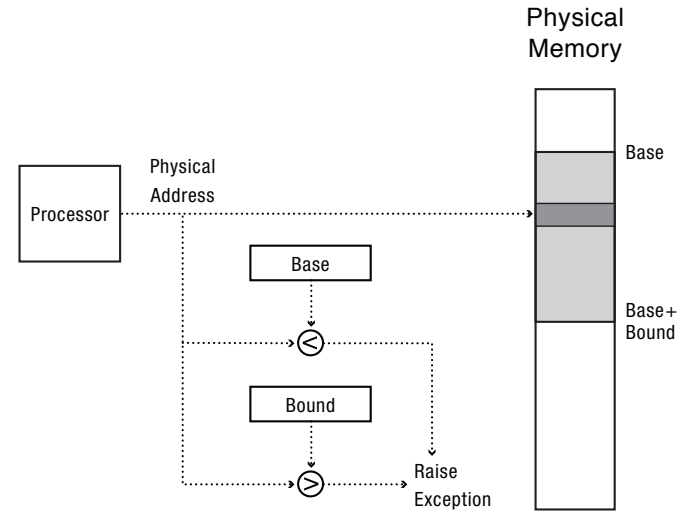 Physical
Memory
Base
Physical
Address
Processor
Base
<
Base+
Bound
Bound
>
Raise
Exception